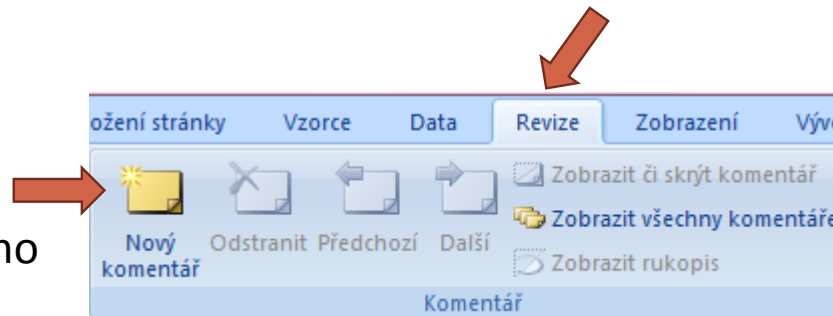 ožení stránky Vzorce Data Revize Zobrazení Výv
Zobrazit či skrýt komentář
Zobrazit všechny komentáře
Nový komentář Odstranit Předchozí Další
Zobrazit rukopis
Komentář
no